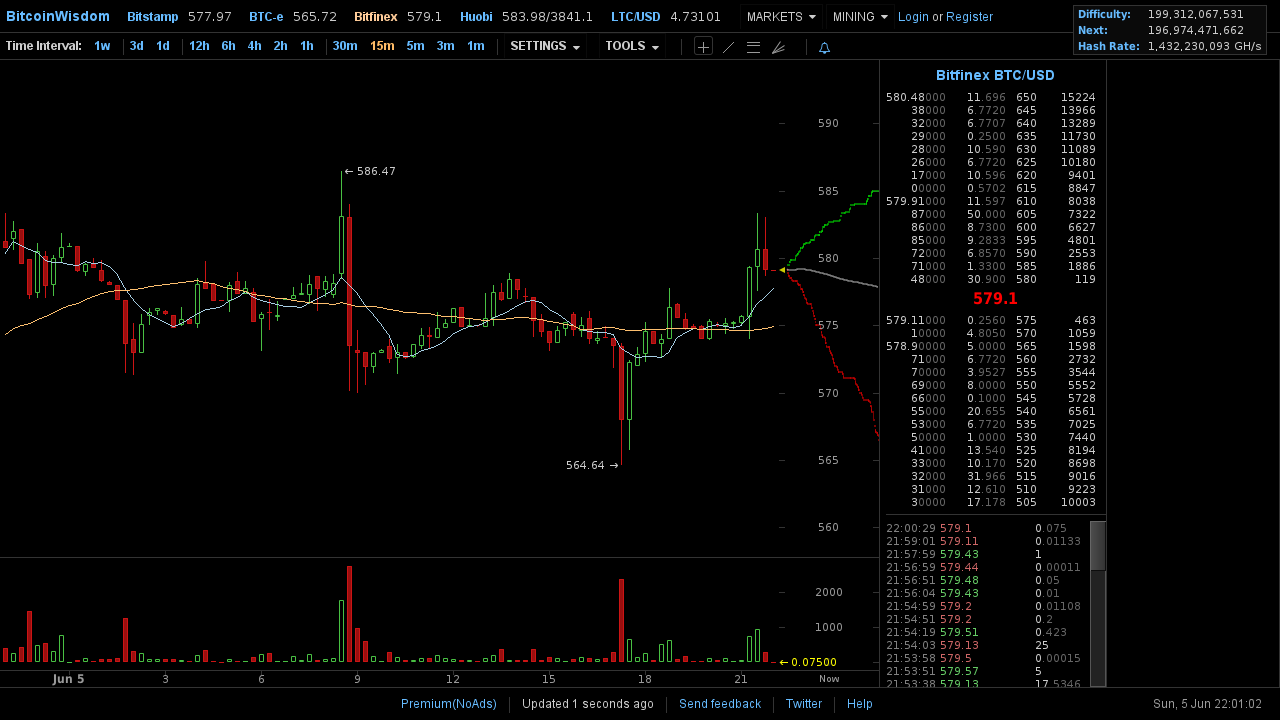 BitcoinWisdom Bitstamp 577.97 BTC-e 565.72 Bitfinex 579.1 Huobi 583.98/3841.1 LTC/USD 4.73101 MARKETS MINING Login or Register
Difficulty: 199,312,067,531
Next: 196,974,471,662
Hash Rate: 1,432,230,093 GH/s
Time Interval: 1w 3d 1d 12h 6h 4h 2h 1h 30m 15m 5m 3m 1m SETTINGS TOOLS
590
585
580
575
570
565
560
← 586.47
564.64 →
2000
1000
← 0.07500
Jun 5 3 6 9 12 15 18 21 Now
Bitfinex BTC/USD
580.48000 11.696 650 15224
38000 6.7720 645 13966
32000 6.7707 640 13289
29000 0.2500 635 11730
28000 10.590 630 11089
26000 6.7720 625 10180
17000 10.596 620 9401
00000 0.5702 615 8847
579.91000 11.597 610 8038
87000 50.000 605 7322
86000 8.7300 600 6627
85000 9.2833 595 4801
72000 6.8570 590 2553
71000 1.3300 585 1886
48000 30.900 580 119
579.1
579.11000 0.2560 575 463
10000 4.8050 570 1059
578.90000 5.0000 565 1598
71000 6.7720 560 2732
70000 3.9527 555 3544
69000 8.0000 550 5552
66000 0.1000 545 5728
55000 20.655 540 6561
53000 6.7720 535 7025
50000 1.0000 530 7440
41000 13.540 525 8194
33000 10.170 520 8698
32000 31.966 515 9016
31000 12.610 510 9223
30000 17.178 505 10003
22:00:29 579.1 0.075
21:59:01 579.11 0.01133
21:57:59 579.43 1
21:56:59 579.44 0.00011
21:56:51 579.48 0.05
21:56:04 579.43 0.01
21:54:59 579.2 0.01108
21:54:51 579.2 0.2
21:54:19 579.51 0.423
21:54:03 579.13 25
21:53:58 579.5 0.00015
21:53:51 579.57 5
21:53:38 579.13 17.5346
Premium(NoAds) Updated 1 seconds ago Send feedback Twitter Help Sun, 5 Jun 22:01:02